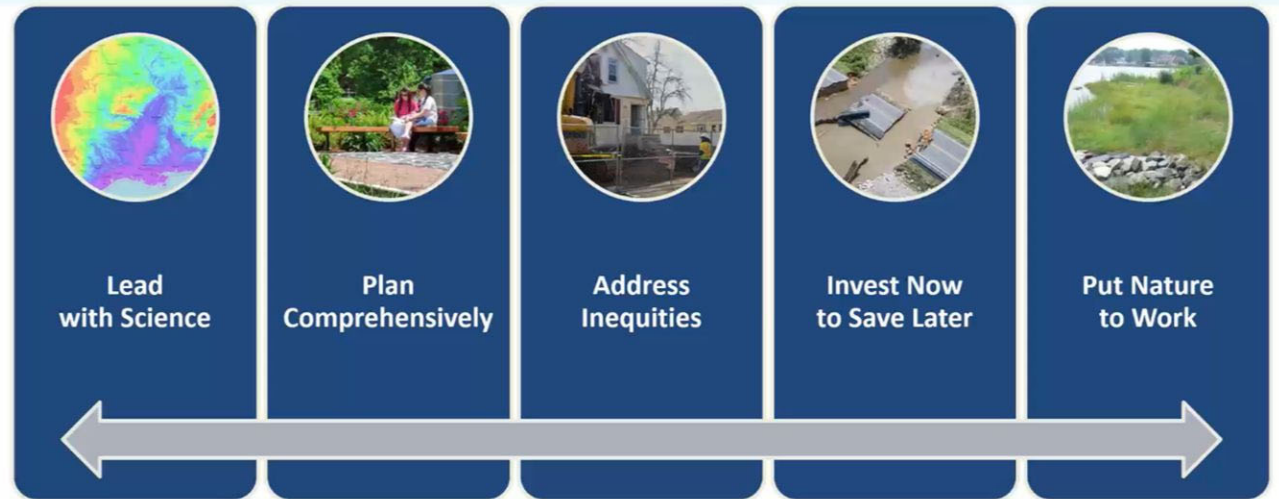 Lead
with Science
Plan
Comprehensively
Address
Inequities
Invest Now
to Save Later
Put Nature
to Work